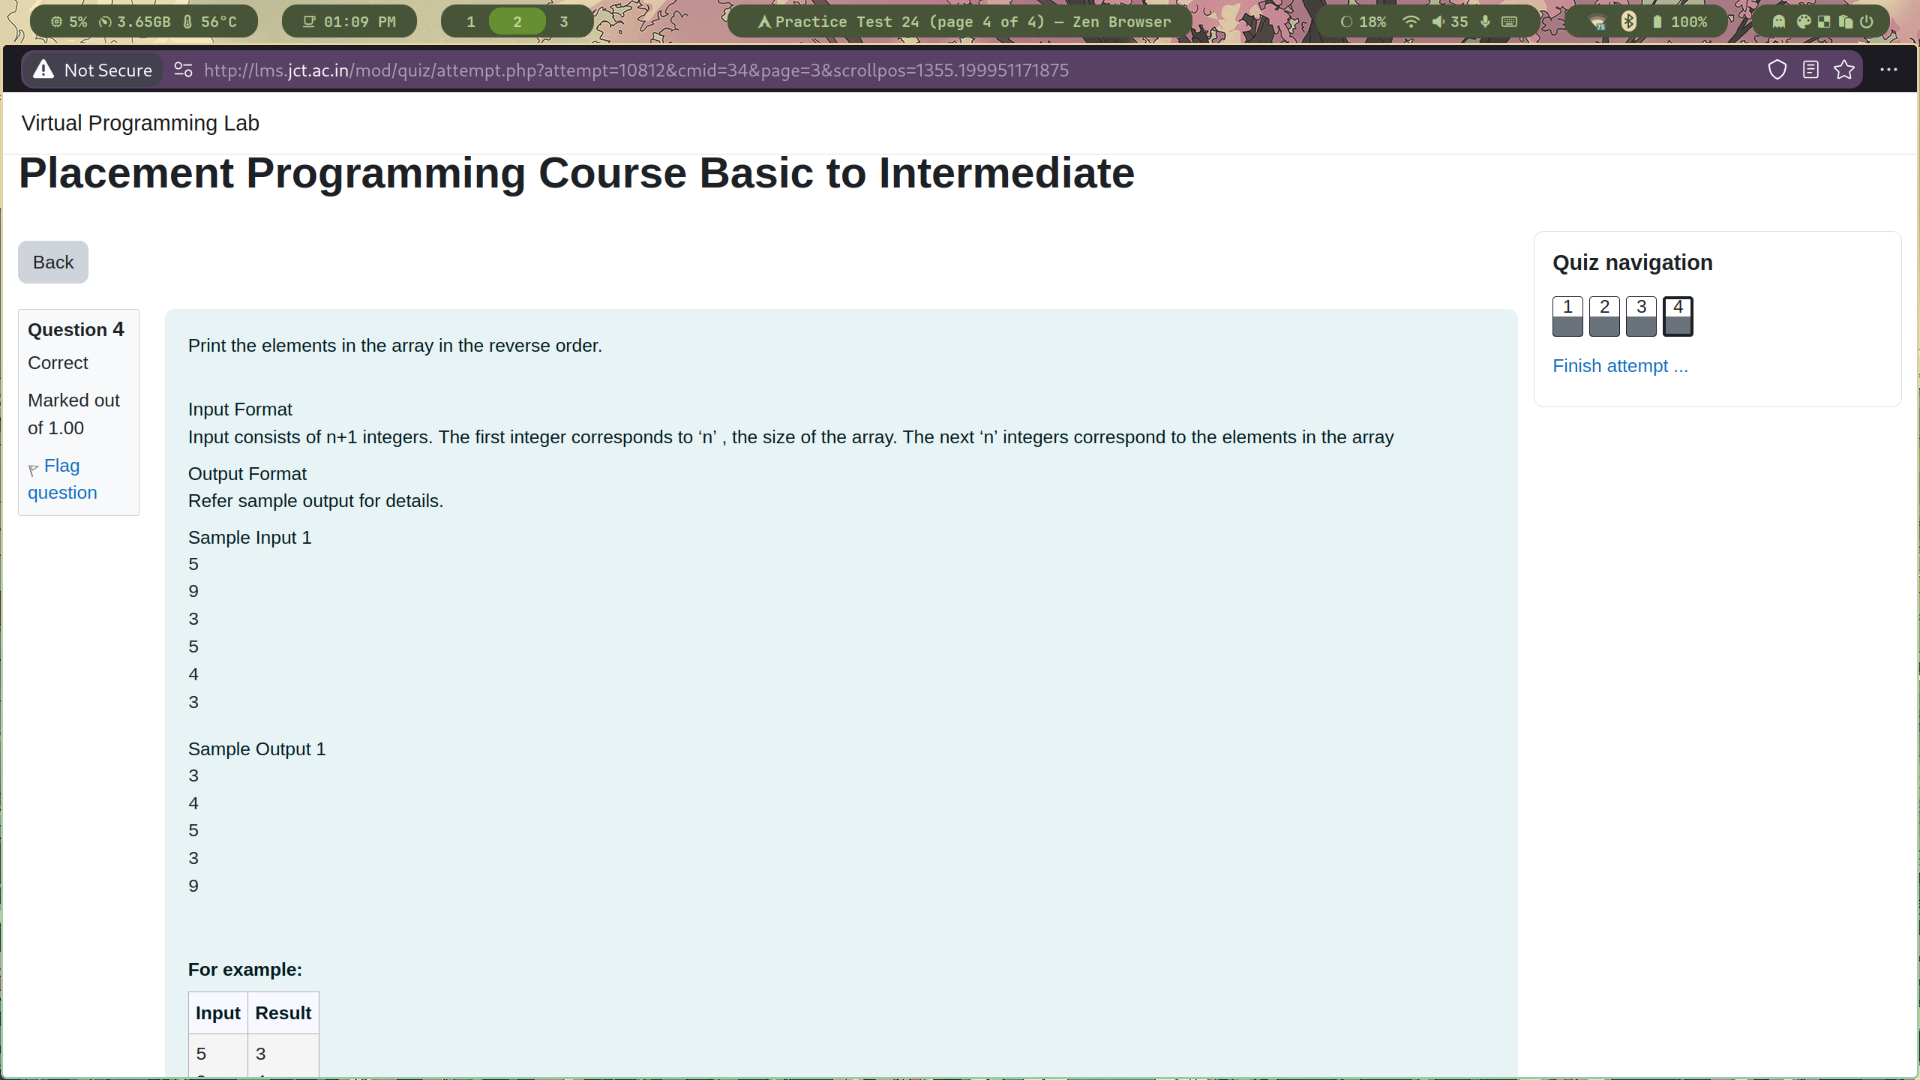 5% 3.65GB 56°C 01:09 PM 1 2 3 Practice Test 24 (page 4 of 4) — Zen Browser 18% 35 100%
Not Secure http://lms.jct.ac.in/mod/quiz/attempt.php?attempt=10812&cmid=34&page=3&scrollpos=1355.199951171875
Virtual Programming Lab
Placement Programming Course Basic to Intermediate
Back
Question 4
Correct
Marked out
of 1.00
Flag
question
Print the elements in the array in the reverse order.
Input Format
Input consists of n+1 integers. The first integer corresponds to ‘n’ , the size of the array. The next ‘n’ integers correspond to the elements in the array
Output Format
Refer sample output for details.
Sample Input 1
5
9
3
5
4
3
Sample Output 1
3
4
5
3
9
For example:
Input Result
5 3
Quiz navigation
1 2 3 4
Finish attempt ...